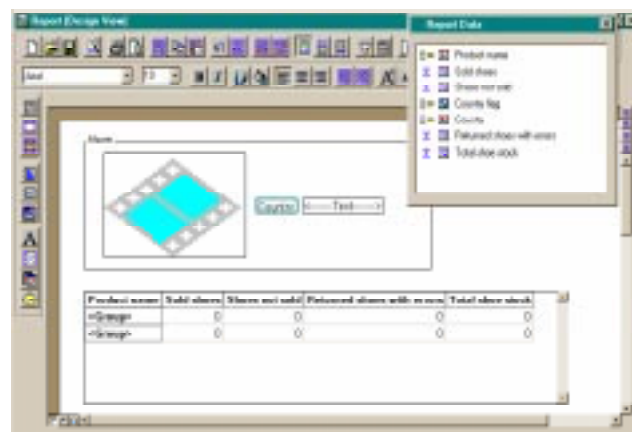 Report (Design View)
Report Data
Product name
Sold shoes
Shoes not sold
Country flag
Country
Returned shoes with errors
Total shoe stock
Arial
Name
Country
<------Text------>
Product name Sold shoes Shoes not sold Returned shoes with errors Total shoe stock
<Group> 0 0 0 0
<Group> 0 0 0 0